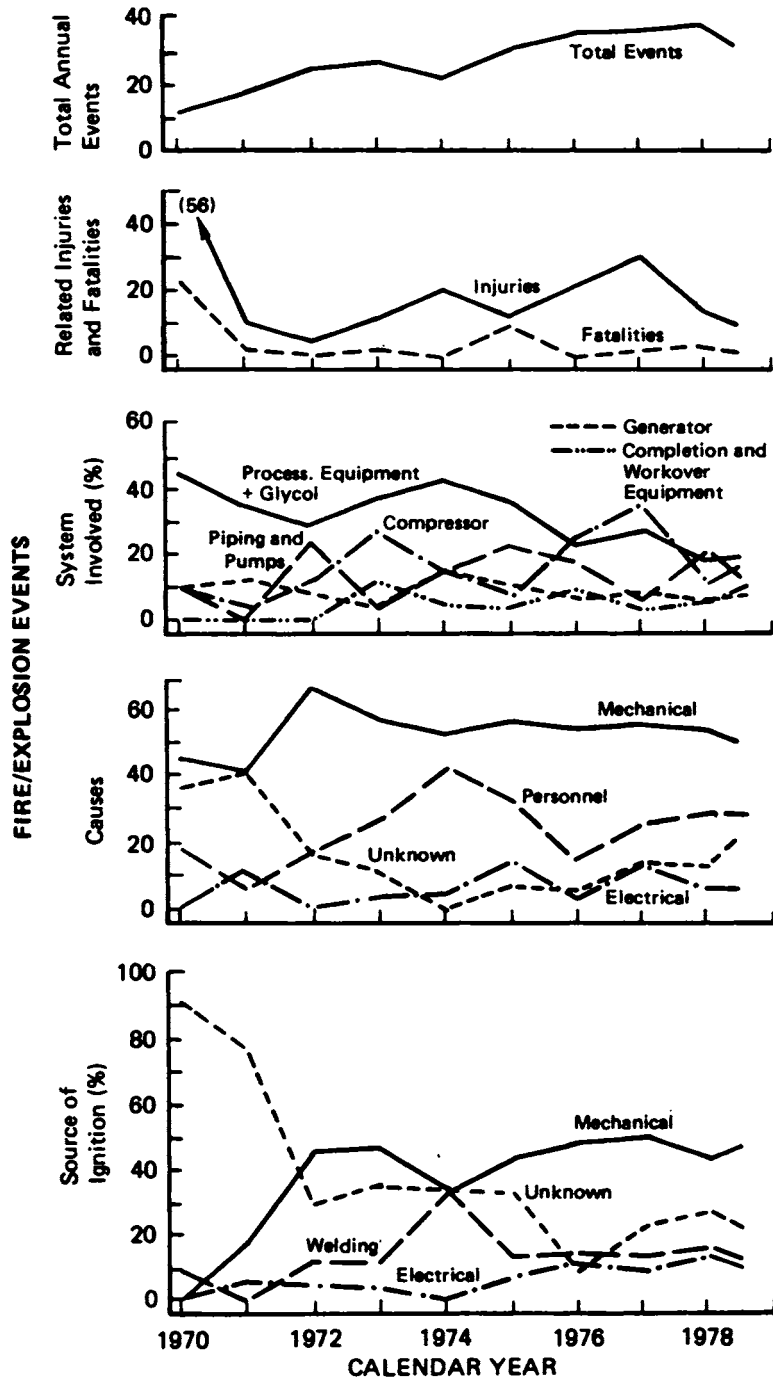 FIRE/EXPLOSION EVENTS
Total Annual
Events
40
20
0
Total Events
Related Injuries
and Fatalities
40
20
0
(56)
Injuries
Fatalities
System
Involved (%)
60
40
20
0
Process. Equipment
+ Glycol
Piping and
Pumps
Compressor
Generator
Completion and
Workover
Equipment
Causes
60
40
20
0
Mechanical
Personnel
Unknown
Electrical
Source of
Ignition (%)
100
80
60
40
20
0
Mechanical
Unknown
Welding
Electrical
1970
1972
1974
1976
1978
CALENDAR YEAR